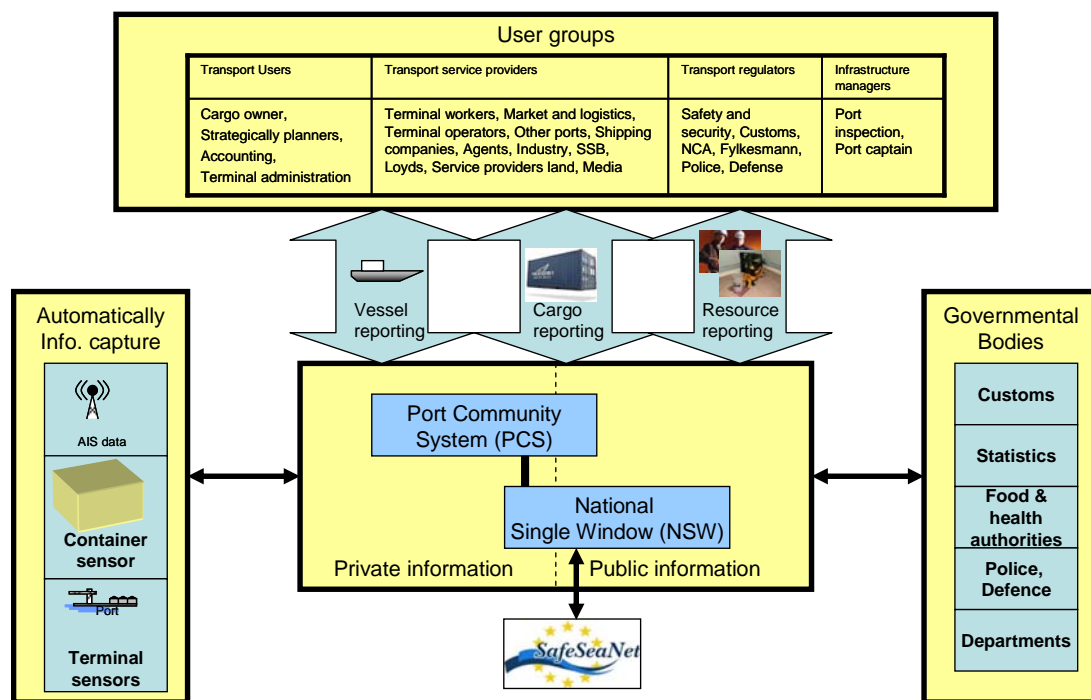 User groups
Transport Users
Transport service providers
Transport regulators
Infrastructure
managers
Cargo owner,
Strategically planners,
Accounting,
Terminal administration
Terminal workers, Market and logistics,
Terminal operators, Other ports, Shipping
companies, Agents, Industry, SSB,
Loyds, Service providers land, Media
Safety and
security, Customs,
NCA, Fylkesmann,
Police, Defense
Port
inspection,
Port captain
Vessel
reporting
Cargo
reporting
Resource
reporting
Automatically
Info. capture
AIS data
Container
sensor
Port
Terminal
sensors
Port Community
System (PCS)
National
Single Window (NSW)
Private information
Public information
SafeSeaNet
Governmental
Bodies
Customs
Statistics
Food &
health
authorities
Police,
Defence
Departments